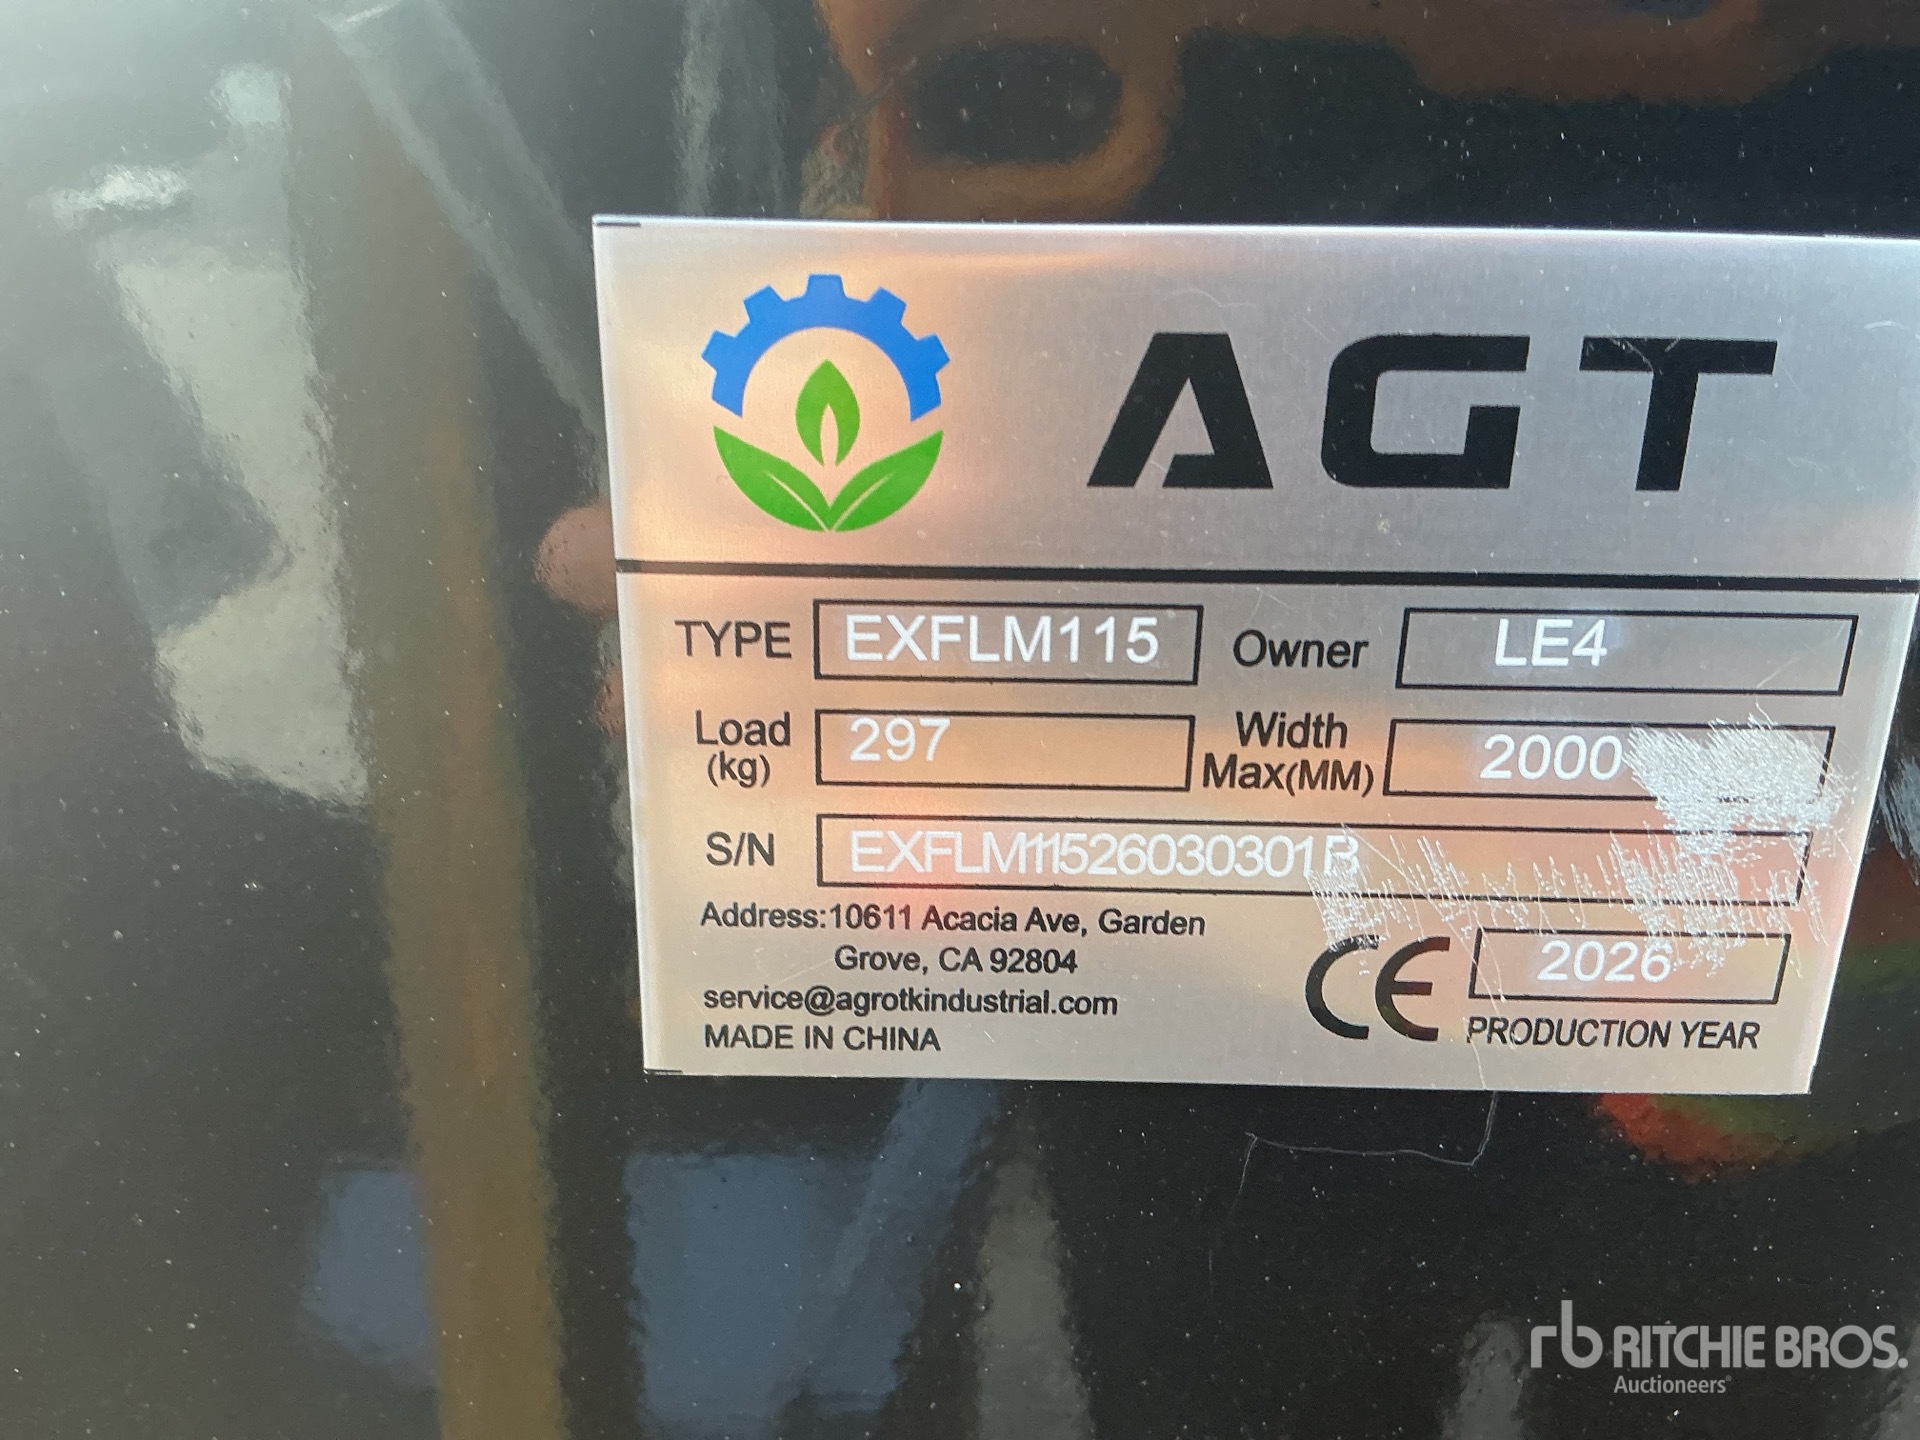 AGT
TYPE EXFLM115 Owner LE4
Load (kg) 297 Width Max(MM) 2000
S/N EXFLM11526030301B
Address:10611 Acacia Ave, Garden
Grove, CA 92804
service@agrotkindustrial.com
MADE IN CHINA
CE 2026
PRODUCTION YEAR
rb RITCHIE BROS.
Auctioneers